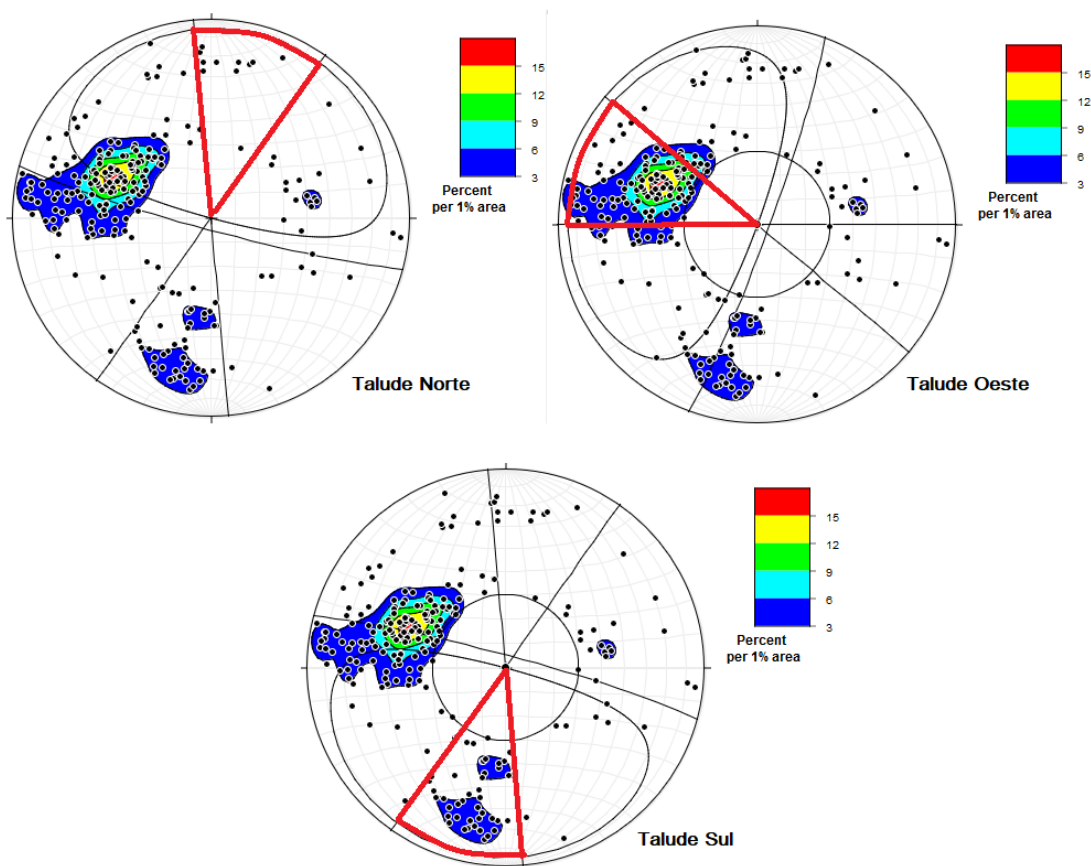 15
12
9
6
3
Percent
per 1% area
Talude Norte
15
12
9
6
3
Percent
per 1% area
Talude Oeste
15
12
9
6
3
Percent
per 1% area
Talude Sul